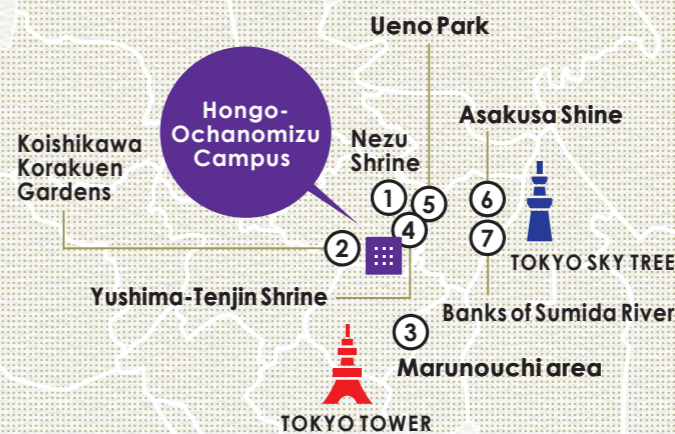 Ueno Park
Hongo-
Ochanomizu
Campus
Asakusa Shine
Koishikawa
Korakuen
Gardens
Nezu
Shrine
1
5
6
4
2
7
TOKYO SKY TREE
Yushima-Tenjin Shrine
Banks of Sumida River
3
Marunouchi area
TOKYO TOWER